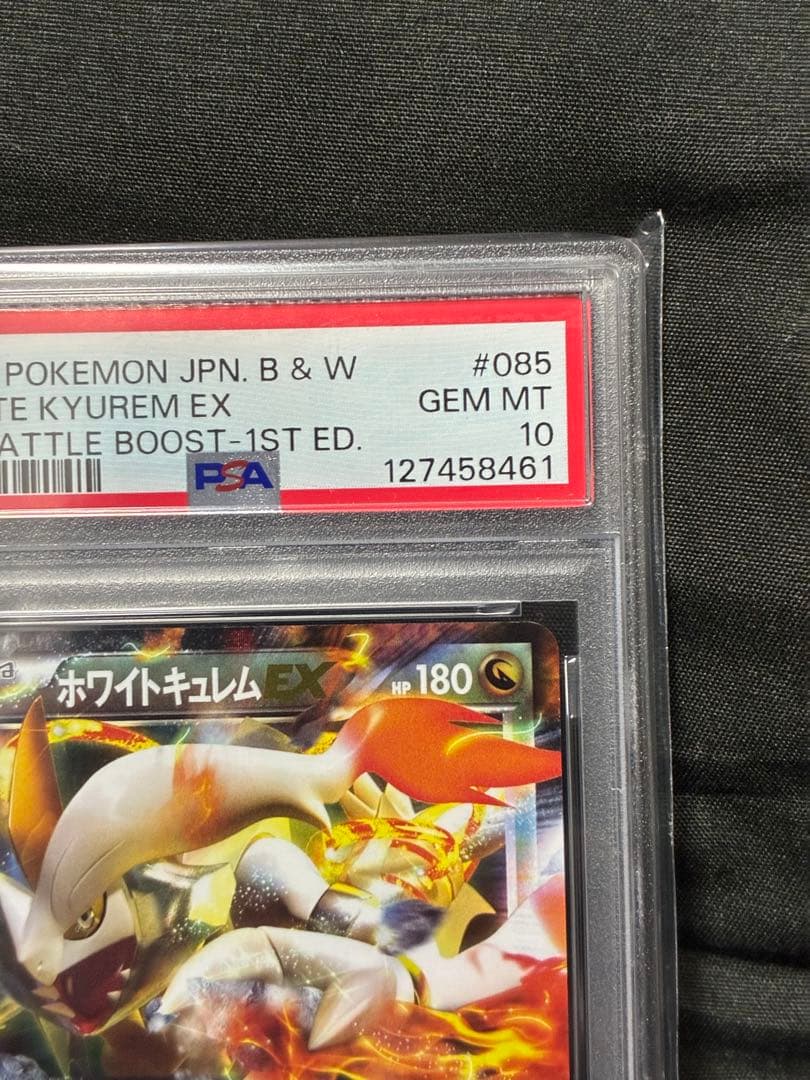 POKEMON JPN. B & W #085
TE KYUREM EX GEM MT
ATTLE BOOST-1ST ED. 10
PSA 127458461
a ホワイトキュレムEX HP 180